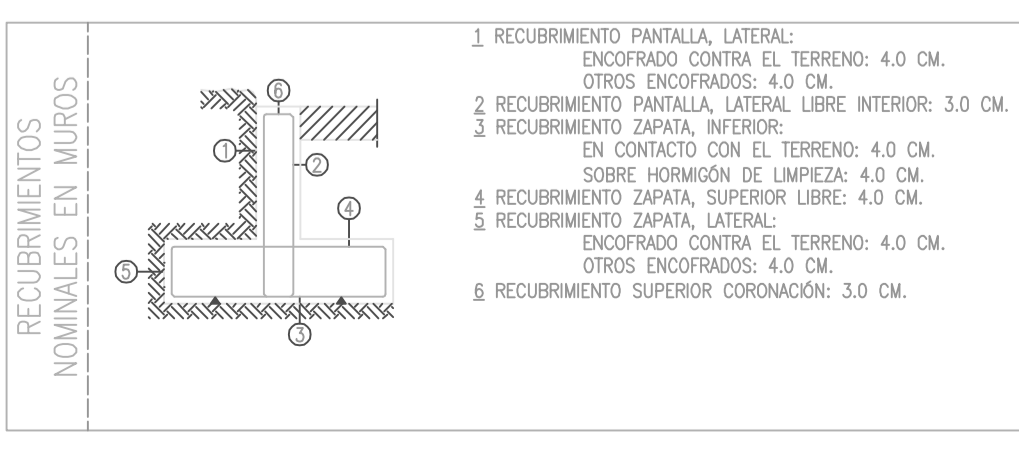 RECUBRIMIENTOS
NOMINALES EN MUROS
1
2
3
4
5
6
1 RECUBRIMIENTO PANTALLA, LATERAL:
ENCOFRADO CONTRA EL TERRENO: 4.0 CM.
OTROS ENCOFRADOS: 4.0 CM.
2 RECUBRIMIENTO PANTALLA, LATERAL LIBRE INTERIOR: 3.0 CM.
3 RECUBRIMIENTO ZAPATA, INFERIOR:
EN CONTACTO CON EL TERRENO: 4.0 CM.
SOBRE HORMIGÓN DE LIMPIEZA: 4.0 CM.
4 RECUBRIMIENTO ZAPATA, SUPERIOR LIBRE: 4.0 CM.
5 RECUBRIMIENTO ZAPATA, LATERAL:
ENCOFRADO CONTRA EL TERRENO: 4.0 CM.
OTROS ENCOFRADOS: 4.0 CM.
6 RECUBRIMIENTO SUPERIOR CORONACIÓN: 3.0 CM.